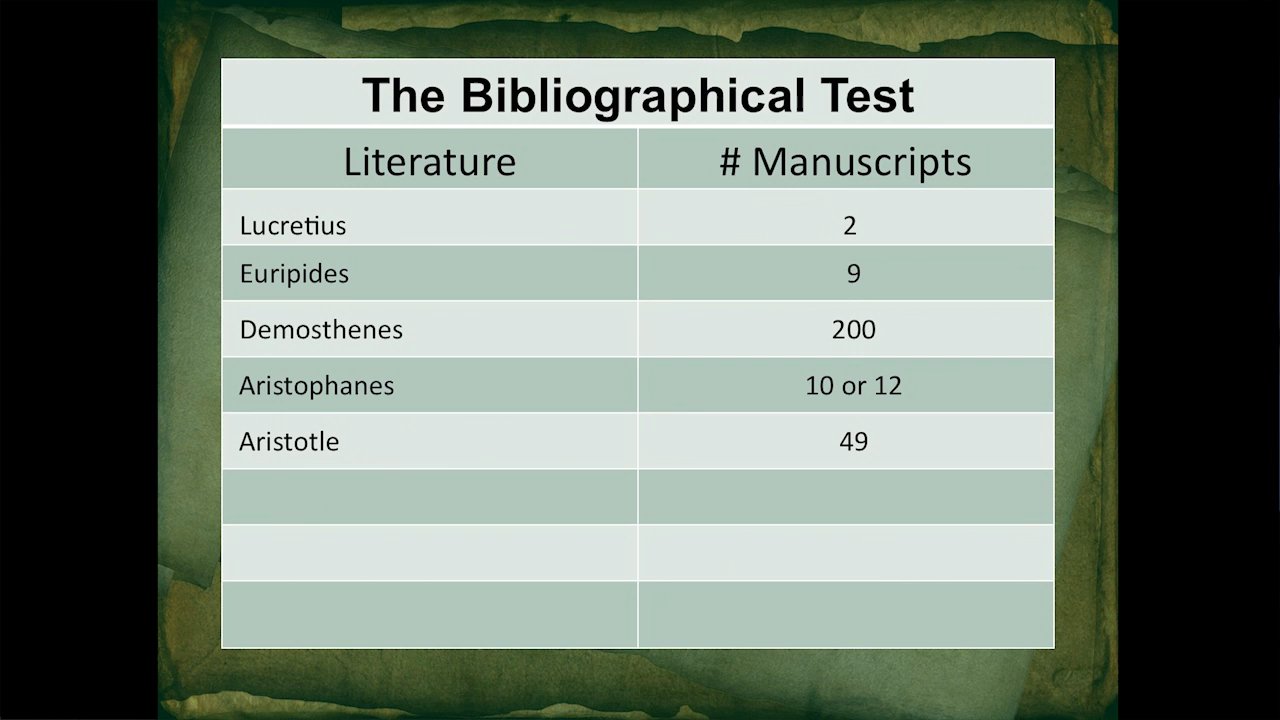 The Bibliographical Test
Literature # Manuscripts
Lucretius 2
Euripides 9
Demosthenes 200
Aristophanes 10 or 12
Aristotle 49